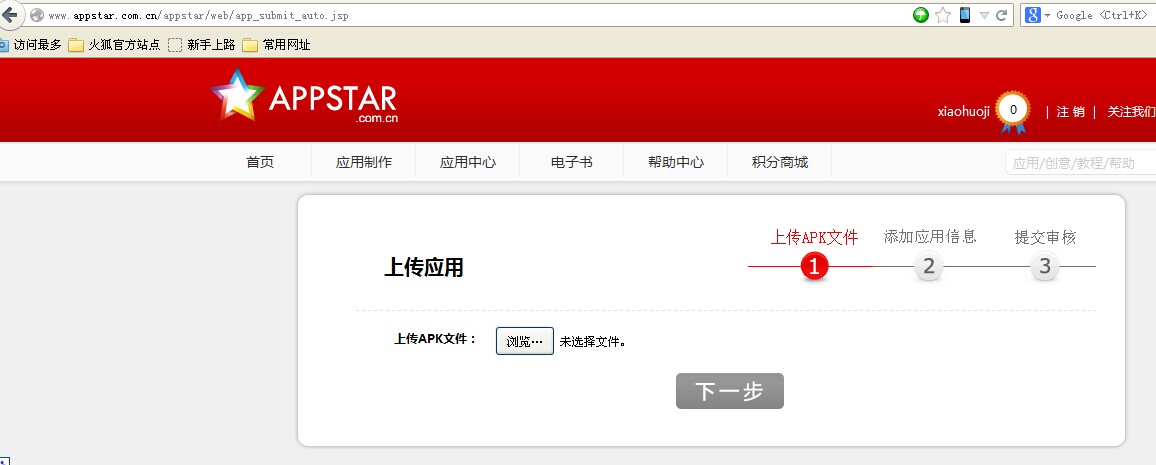 www.appstar.com.cn/appstar/web/app_submit_auto.jsp
Google <Ctrl+K>
访问最多 火狐官方站点 新手上路 常用网址
APPSTAR
.com.cn
xiaohuoji 0 | 注 销 | 关注我们
首页 应用制作 应用中心 电子书 帮助中心 积分商城 应用/创意/教程/帮助
上传APK文件 添加应用信息 提交审核
1 2 3
上传应用
上传APK文件： 浏览… 未选择文件。
下一步